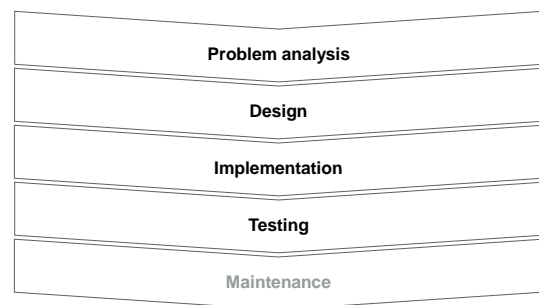 Problem analysis
Design
Implementation
Testing
Maintenance